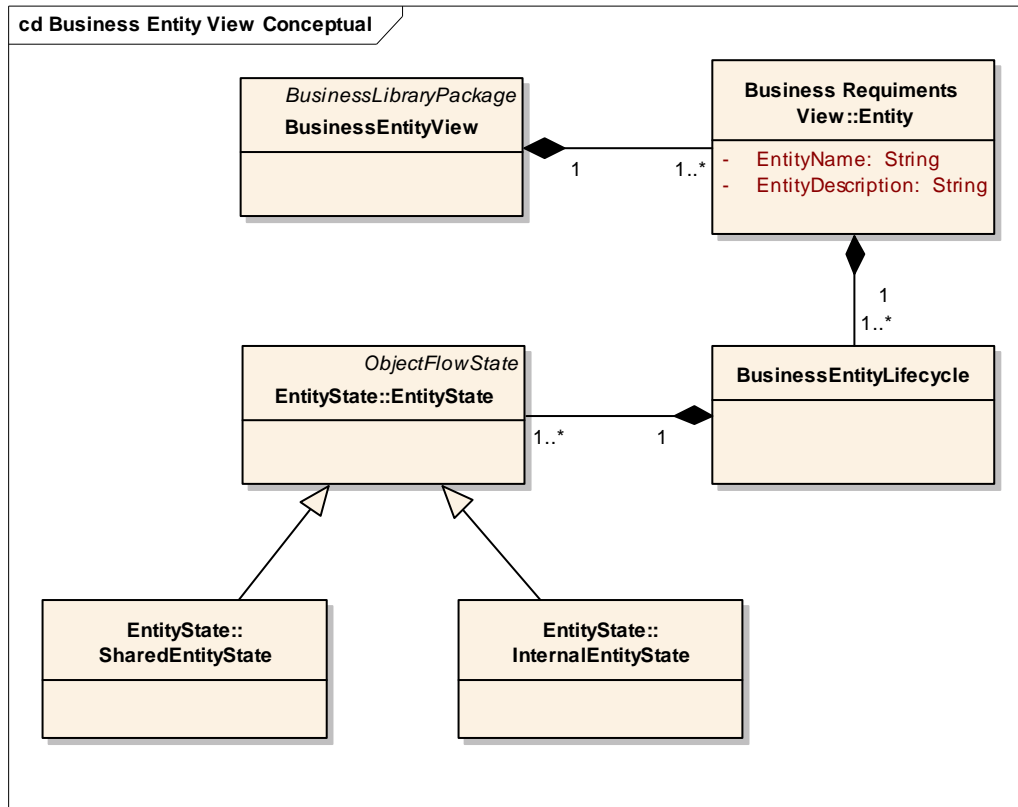 cd Business Entity View Conceptual
BusinessLibraryPackage
BusinessEntityView
Business Requiments
View::Entity
- EntityName: String
- EntityDescription: String
1
1..*
1
1..*
ObjectFlowState
EntityState::EntityState
BusinessEntityLifecycle
1..*
1
EntityState::
SharedEntityState
EntityState::
InternalEntityState